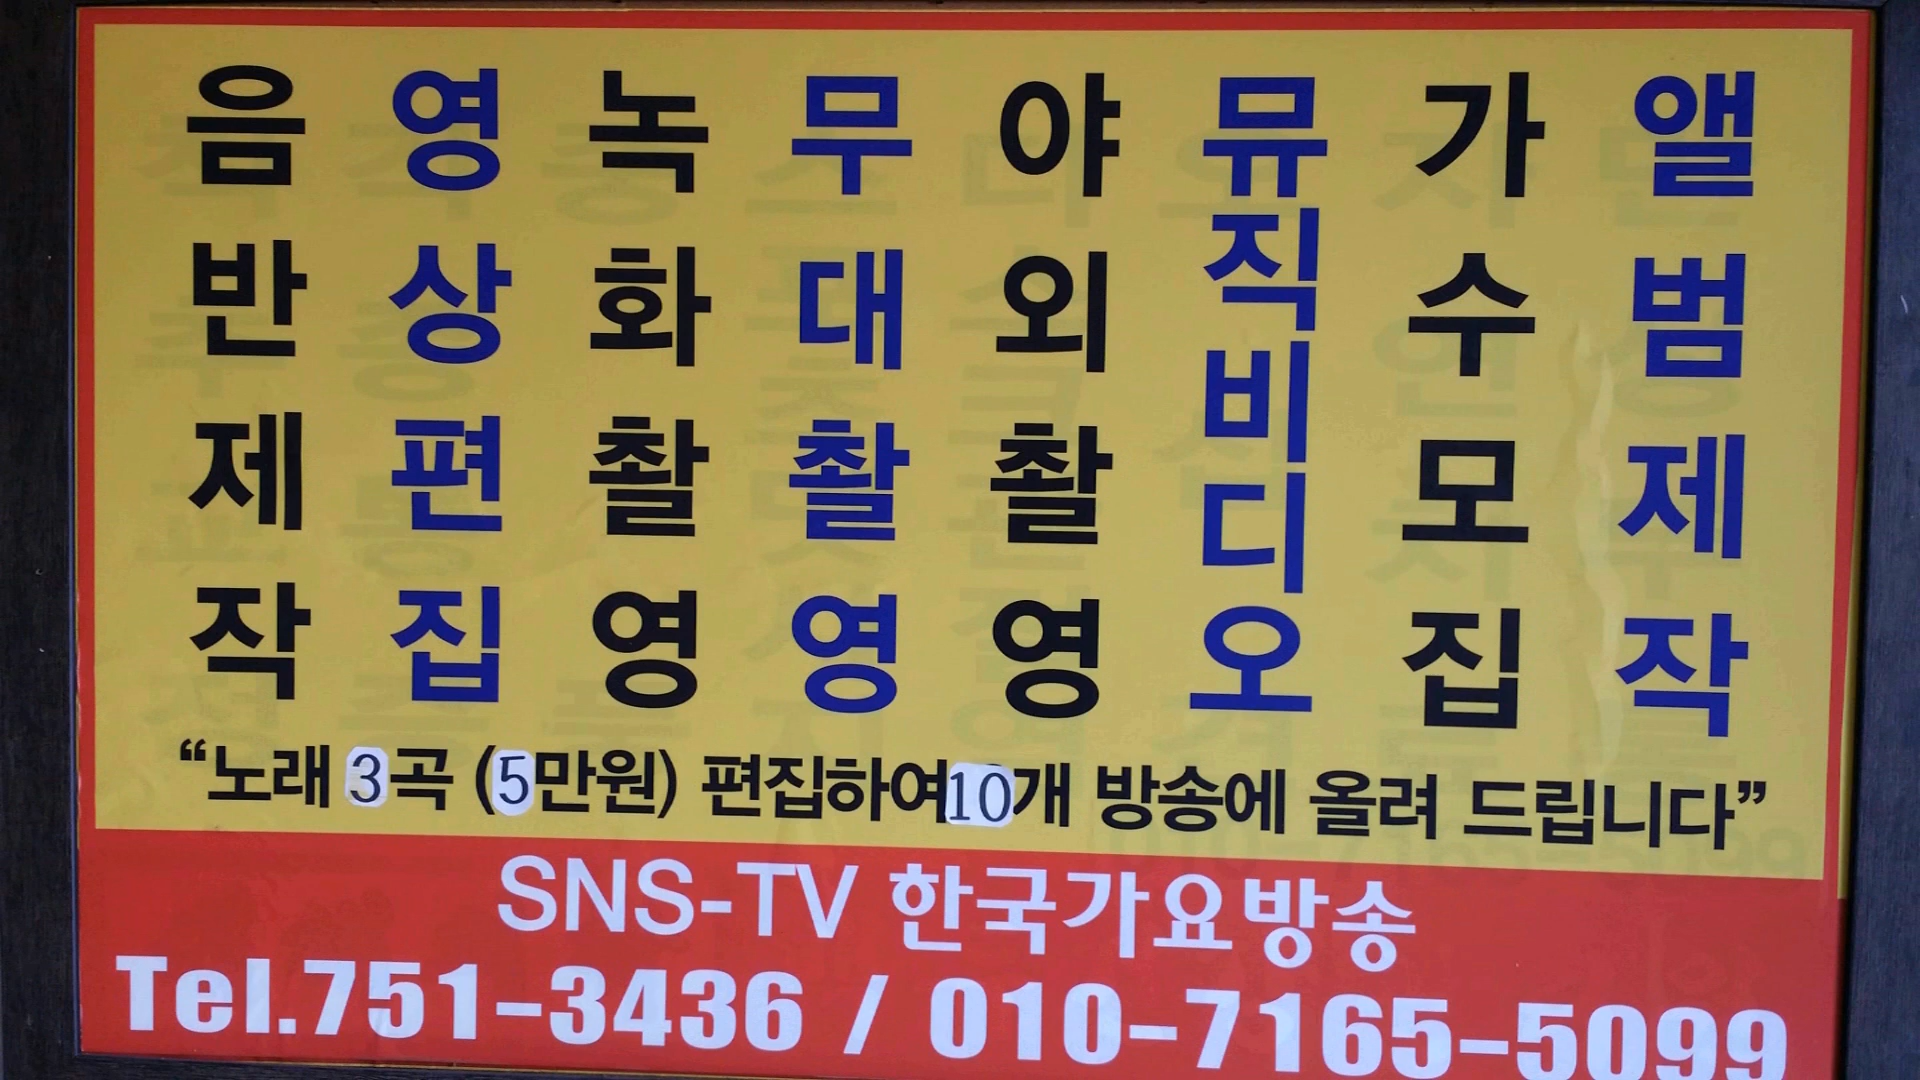 음반제작
영상편집
녹화촬영
무대촬영
야외촬영
뮤직비디오
가수모집
앨범제작
“노래 3곡 (5만원) 편집하여10개 방송에 올려 드립니다”
SNS-TV 한국가요방송
Tel.751-3436 / 010-7165-5099